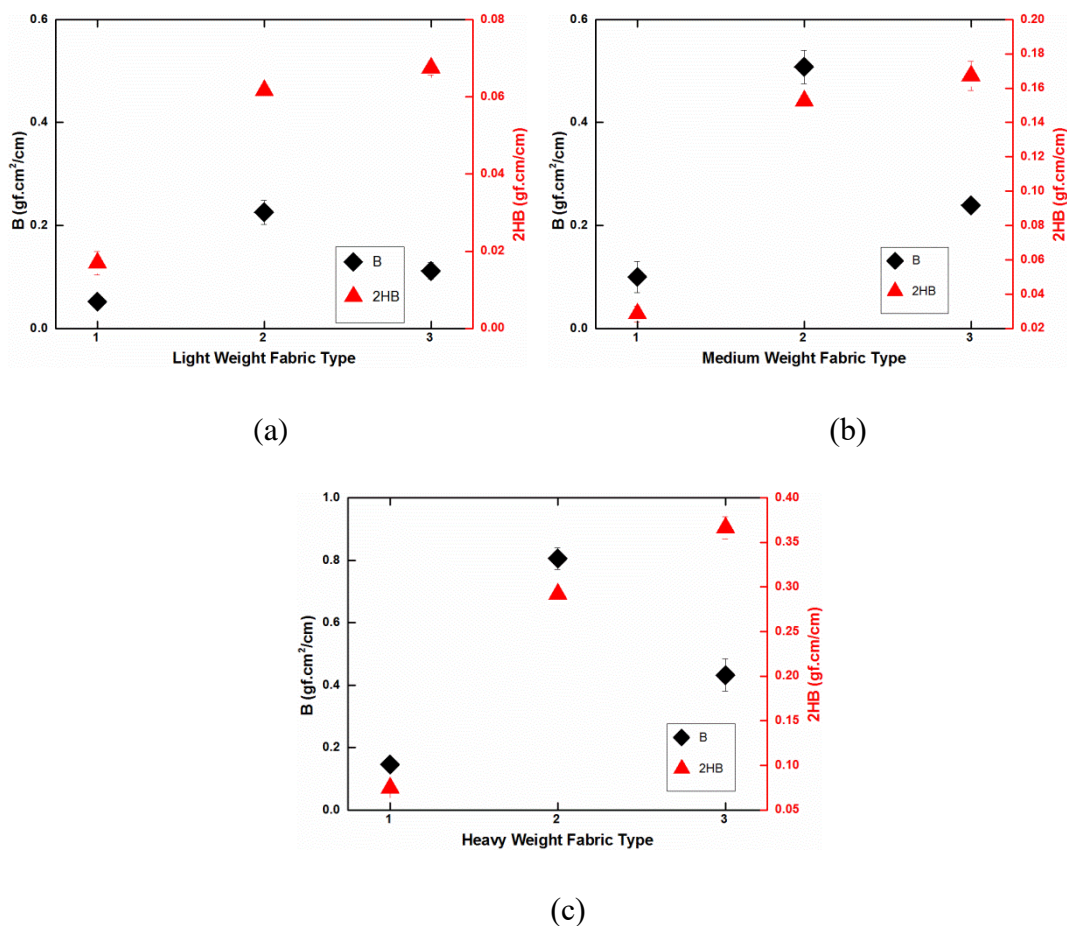 0.6
0.4
0.2
0.0
B (gf.cm²/cm)
0.08
0.06
0.04
0.02
0.00
2HB (gf.cm/cm)
B
2HB
1 2 3
Light Weight Fabric Type
(a)
0.6
0.4
0.2
0.0
B (gf.cm²/cm)
0.20
0.18
0.16
0.14
0.12
0.10
0.08
0.06
0.04
0.02
2HB (gf.cm/cm)
B
2HB
1 2 3
Medium Weight Fabric Type
(b)
1.0
0.8
0.6
0.4
0.2
0.0
B (gf.cm²/cm)
0.40
0.35
0.30
0.25
0.20
0.15
0.10
0.05
2HB (gf.cm/cm)
B
2HB
1 2 3
Heavy Weight Fabric Type
(c)